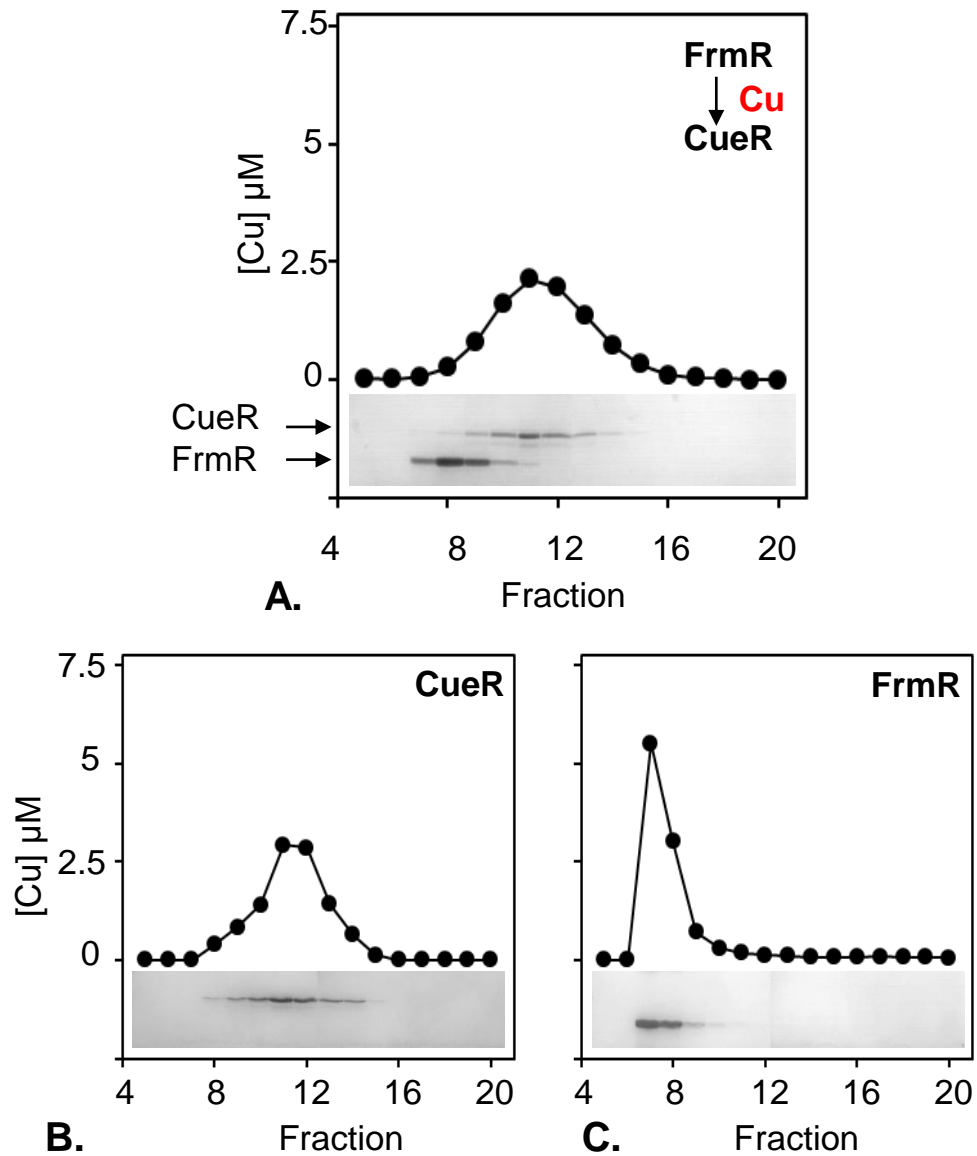 7.5
FrmR
Cu
CueR
5
[Cu] µM
2.5
0
CueR
FrmR
4 8 12 16 20
A. Fraction
7.5
CueR
FrmR
5
[Cu] µM
2.5
0
4 8 12 16 20
4 8 12 16 20
B. Fraction
C. Fraction